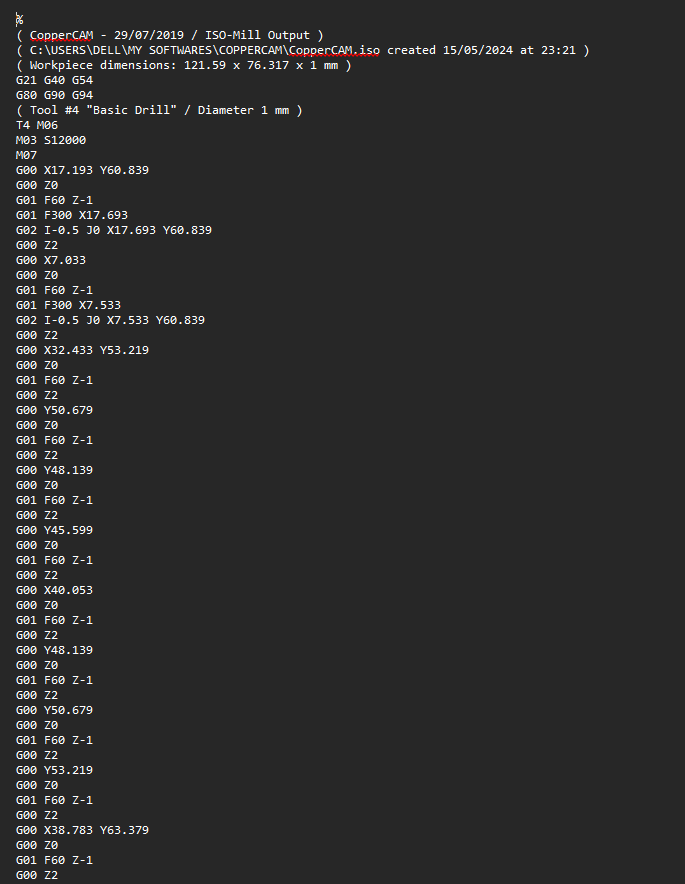 %
( CopperCAM - 29/07/2019 / ISO-Mill Output )
( C:\USERS\DELL\MY SOFTWARES\COPPERCAM\CopperCAM.iso created 15/05/2024 at 23:21 )
( Workpiece dimensions: 121.59 x 76.317 x 1 mm )
G21 G40 G54
G80 G90 G94
( Tool #4 "Basic Drill" / Diameter 1 mm )
T4 M06
M03 S12000
M07
G00 X17.193 Y60.839
G00 Z0
G01 F60 Z-1
G01 F300 X17.693
G02 I-0.5 J0 X17.693 Y60.839
G00 Z2
G00 X7.033
G00 Z0
G01 F60 Z-1
G01 F300 X7.533
G02 I-0.5 J0 X7.533 Y60.839
G00 Z2
G00 X32.433 Y53.219
G00 Z0
G01 F60 Z-1
G00 Z2
G00 Y50.679
G00 Z0
G01 F60 Z-1
G00 Z2
G00 Y48.139
G00 Z0
G01 F60 Z-1
G00 Z2
G00 Y45.599
G00 Z0
G01 F60 Z-1
G00 Z2
G00 X40.053
G00 Z0
G01 F60 Z-1
G00 Z2
G00 Y48.139
G00 Z0
G01 F60 Z-1
G00 Z2
G00 Y50.679
G00 Z0
G01 F60 Z-1
G00 Z2
G00 Y53.219
G00 Z0
G01 F60 Z-1
G00 Z2
G00 X38.783 Y63.379
G00 Z0
G01 F60 Z-1
G00 Z2